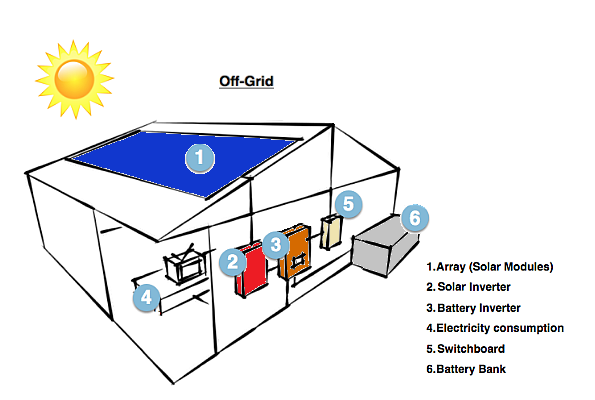 Off-Grid
1
5
6
3
2
4
1.Array (Solar Modules)
2.Solar Inverter
3.Battery Inverter
4.Electricity consumption
5.Switchboard
6.Battery Bank